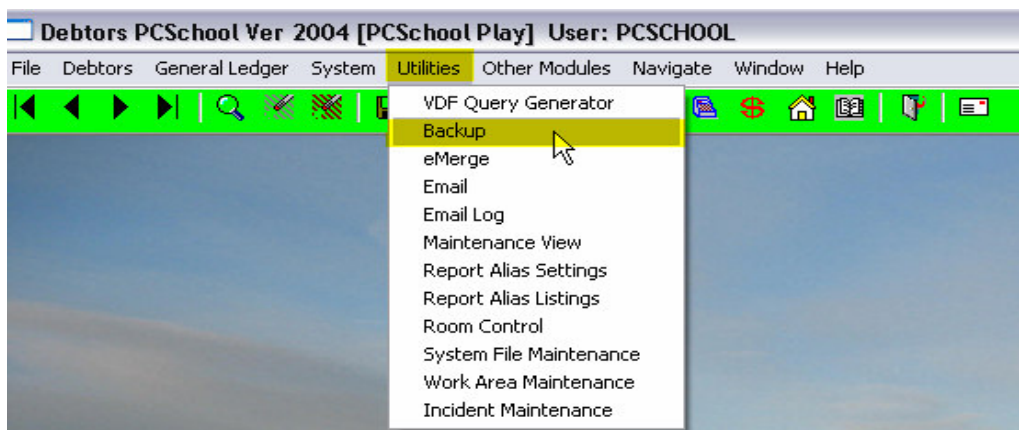 Debtors PCSchool Ver 2004 [PCSchool Play] User: PCSCHOOL
File Debtors General Ledger System Utilities Other Modules Navigate Window Help
VDF Query Generator
Backup
eMerge
Email
Email Log
Maintenance View
Report Alias Settings
Report Alias Listings
Room Control
System File Maintenance
Work Area Maintenance
Incident Maintenance